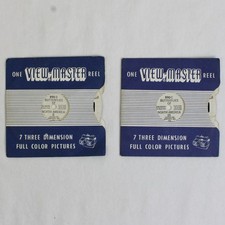 ONE VIEW-MASTER REEL
7 THREE DIMENSION
FULL COLOR PICTURES
ONE VIEW-MASTER REEL
7 THREE DIMENSION
FULL COLOR PICTURES